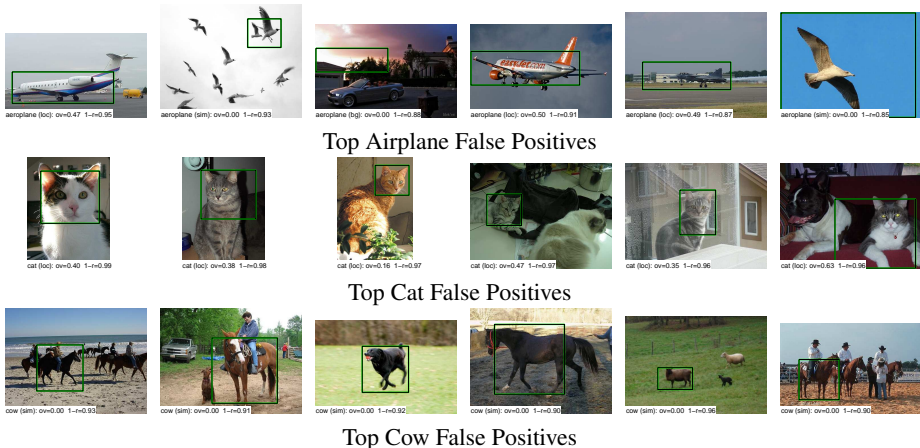 easyJet.com
aeroplane (loc): ov=0.47 1−r=0.95
aeroplane (sim): ov=0.00 1−r=0.93
aeroplane (bg): ov=0.00 1−r=0.88
aeroplane (loc): ov=0.50 1−r=0.91
aeroplane (loc): ov=0.49 1−r=0.87
aeroplane (sim): ov=0.00 1−r=0.85
Top Airplane False Positives
cat (loc): ov=0.40 1−r=0.99
cat (loc): ov=0.38 1−r=0.98
cat (loc): ov=0.16 1−r=0.97
cat (loc): ov=0.47 1−r=0.97
cat (loc): ov=0.35 1−r=0.96
cat (loc): ov=0.63 1−r=0.96
Top Cat False Positives
cow (sim): ov=0.00 1−r=0.93
cow (sim): ov=0.00 1−r=0.91
cow (sim): ov=0.00 1−r=0.92
cow (sim): ov=0.00 1−r=0.90
cow (sim): ov=0.00 1−r=0.96
cow (sim): ov=0.00 1−r=0.90
Top Cow False Positives